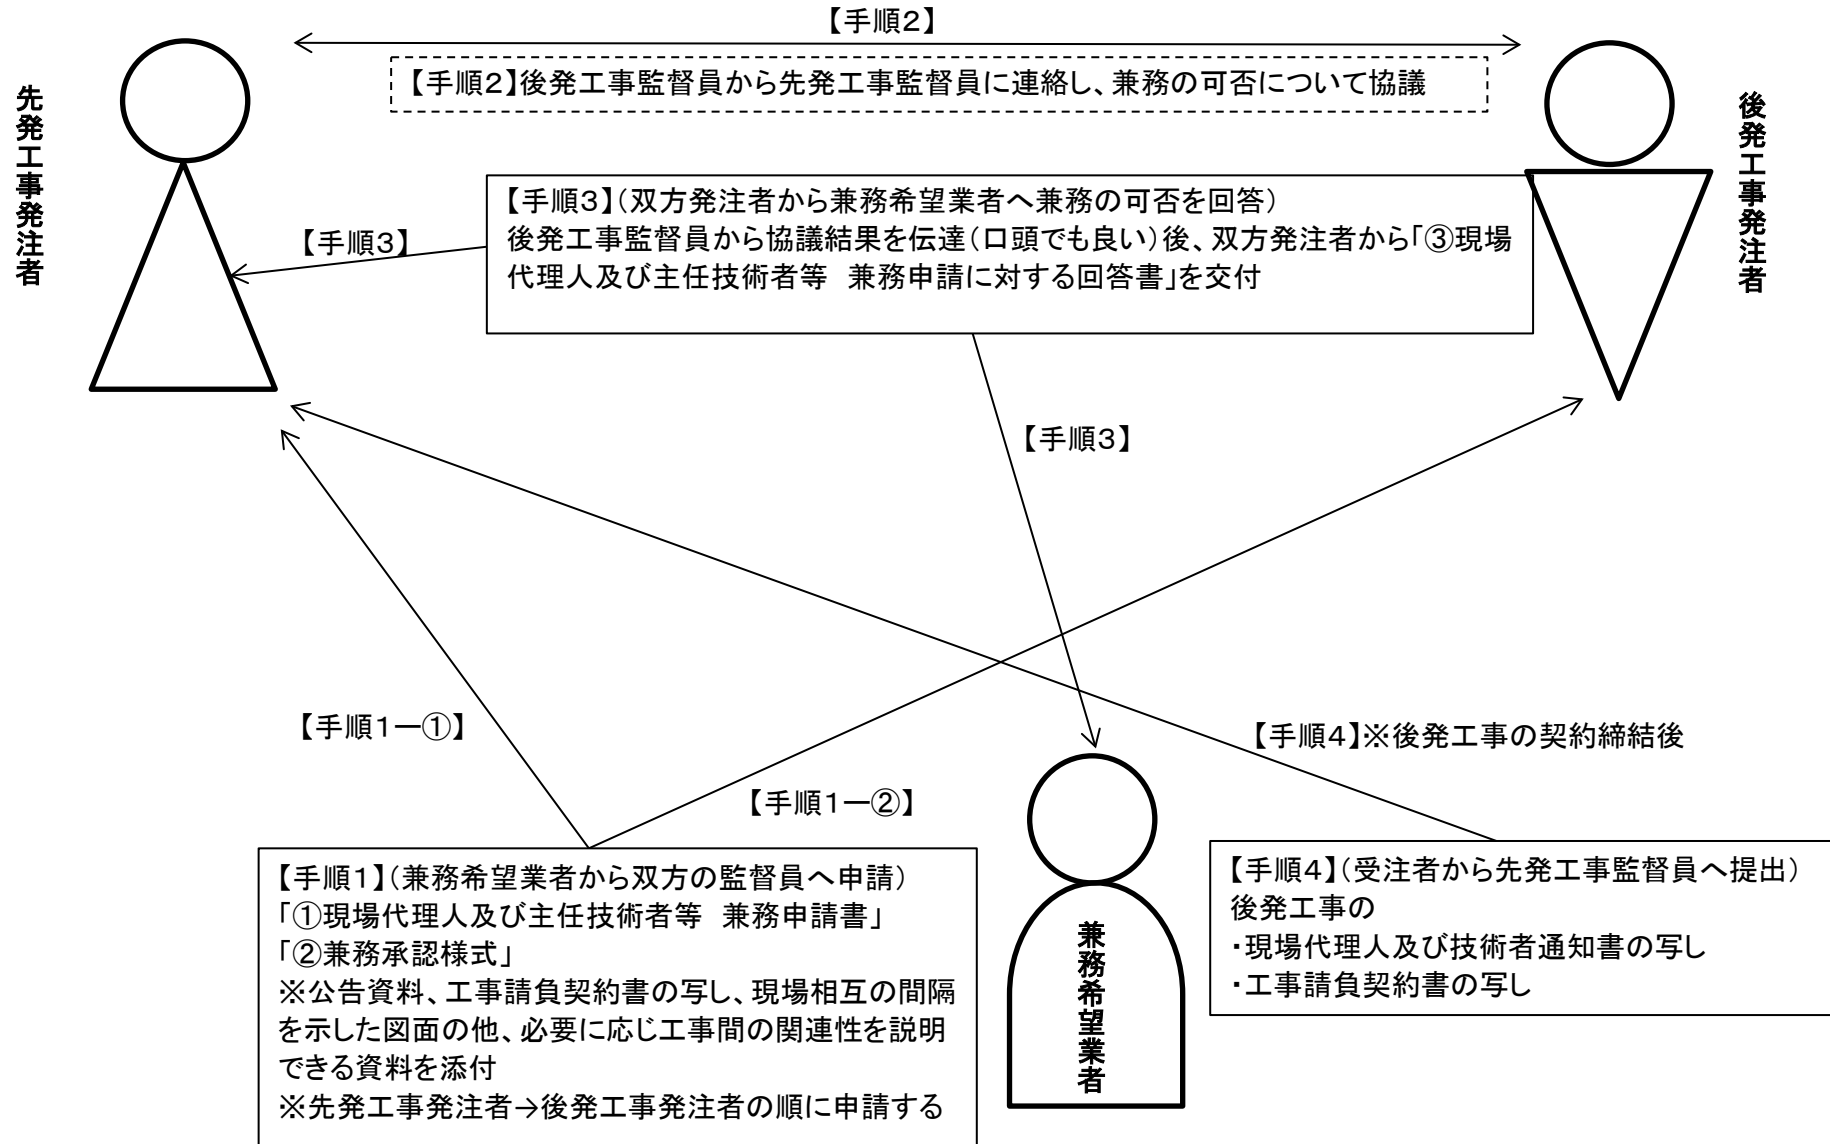 【手順２】
【手順２】後発工事監督員から先発工事監督員に連絡し、兼務の可否について協議
先発工事発注者
後発工事発注者
【手順３】（双方発注者から兼務希望業者へ兼務の可否を回答）
後発工事監督員から協議結果を伝達（口頭でも良い）後、双方発注者から「③現場
代理人及び主任技術者等　兼務申請に対する回答書」を交付
【手順３】
【手順３】
【手順１－①】
【手順４】※後発工事の契約締結後
【手順１－②】
【手順１】（兼務希望業者から双方の監督員へ申請）
「①現場代理人及び主任技術者等　兼務申請書」
「②兼務承認様式」
※公告資料、工事請負契約書の写し、現場相互の間隔
を示した図面の他、必要に応じ工事間の関連性を説明
できる資料を添付
※先発工事発注者→後発工事発注者の順に申請する
兼務希望業者
【手順４】（受注者から先発工事監督員へ提出）
後発工事の
・現場代理人及び技術者通知書の写し
・工事請負契約書の写し